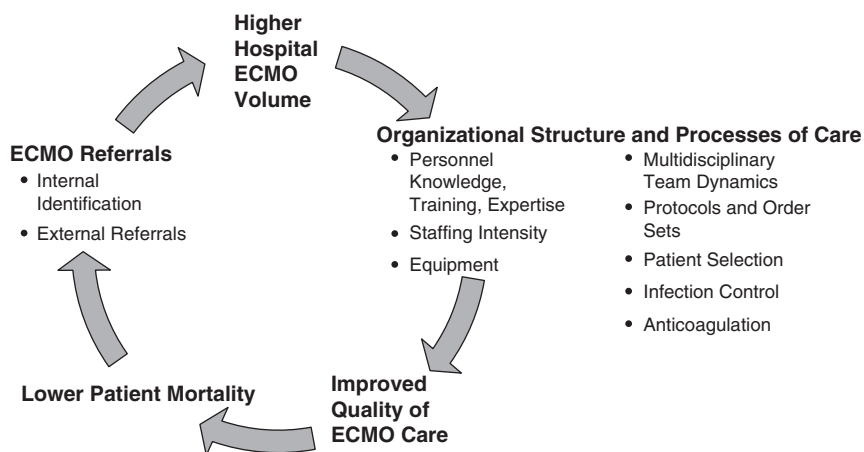 Higher
Hospital
ECMO
Volume
Organizational Structure and Processes of Care
• Personnel
Knowledge,
Training, Expertise
• Staffing Intensity
• Equipment
• Multidisciplinary
Team Dynamics
• Protocols and Order
Sets
• Patient Selection
• Infection Control
• Anticoagulation
Improved
Quality of
ECMO Care
Lower Patient Mortality
ECMO Referrals
• Internal
Identification
• External Referrals